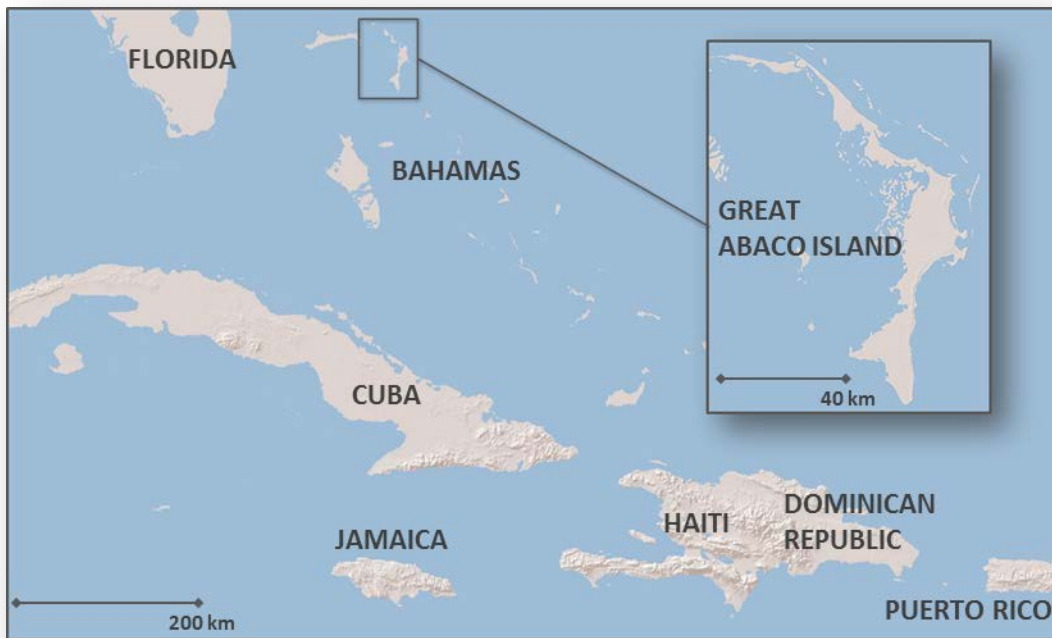 FLORIDA
BAHAMAS
GREAT
ABACO ISLAND
40 km
CUBA
HAITI
DOMINICAN
REPUBLIC
JAMAICA
200 km
PUERTO RICO